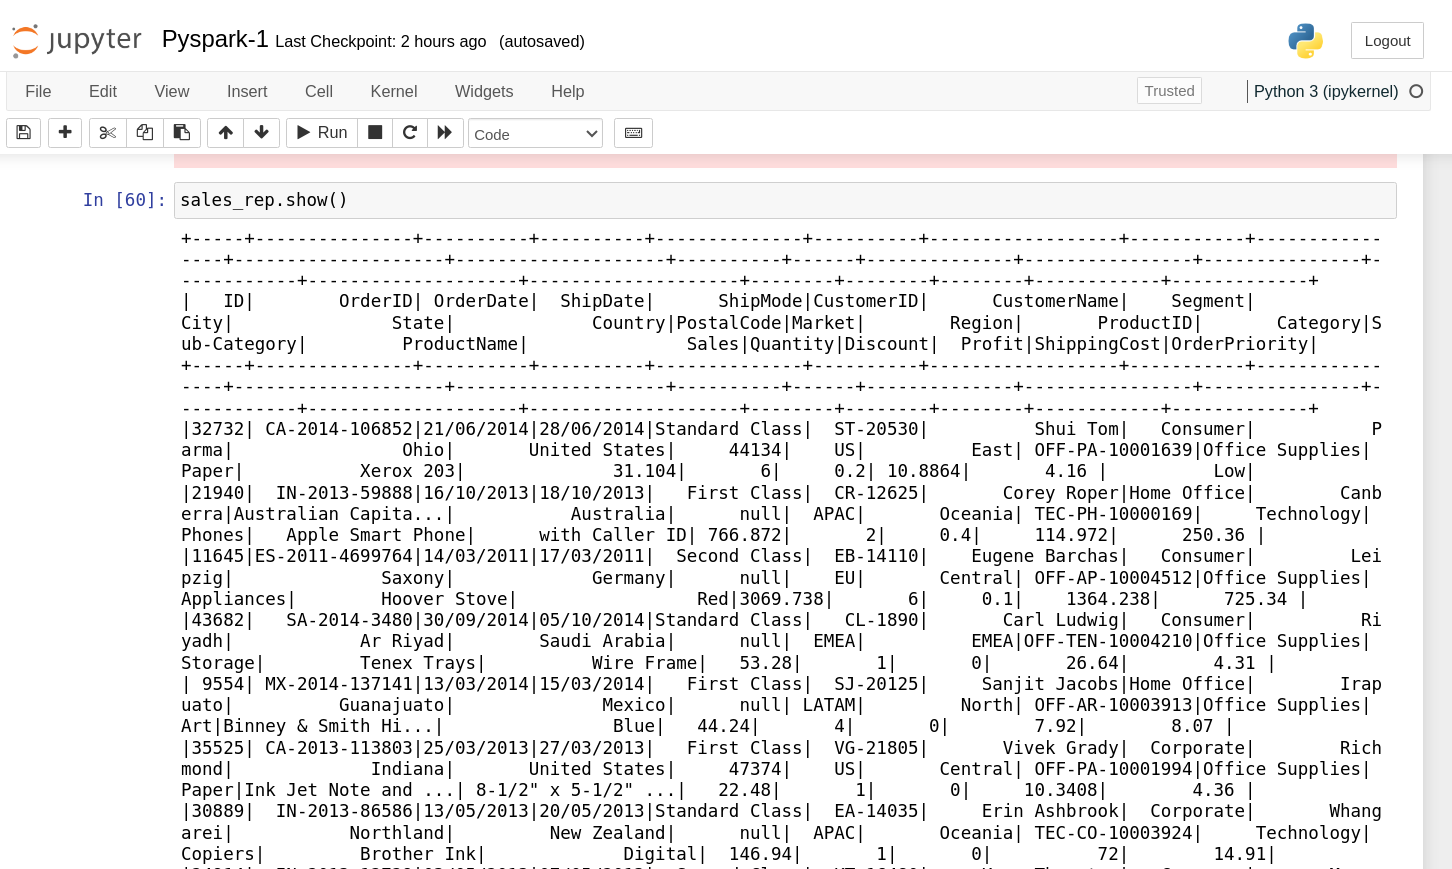 jupyter Pyspark-1 Last Checkpoint: 2 hours ago (autosaved) Logout
File Edit View Insert Cell Kernel Widgets Help Trusted Python 3 (ipykernel)
Run Code
In [60]: sales_rep.show()
+-----+---------------+----------+----------+--------------+----------+------------------+-----------+------------
----+--------------------+--------------------+----------+------+--------------+----------------+---------------+-
-----------+--------------------+--------------------+--------+--------+--------+------------+-------------+
|   ID|        OrderID| OrderDate|  ShipDate|      ShipMode|CustomerID|      CustomerName|    Segment|
City|               State|             Country|PostalCode|Market|        Region|       ProductID|       Category|S
ub-Category|         ProductName|               Sales|Quantity|Discount|  Profit|ShippingCost|OrderPriority|
+-----+---------------+----------+----------+--------------+----------+------------------+-----------+------------
----+--------------------+--------------------+----------+------+--------------+----------------+---------------+-
-----------+--------------------+--------------------+--------+--------+--------+------------+-------------+
|32732| CA-2014-106852|21/06/2014|28/06/2014|Standard Class|  ST-20530|          Shui Tom|   Consumer|           P
arma|                Ohio|       United States|     44134|    US|          East| OFF-PA-10001639|Office Supplies|
Paper|           Xerox 203|              31.104|       6|     0.2| 10.8864|       4.16 |          Low|
|21940|  IN-2013-59888|16/10/2013|18/10/2013|   First Class|  CR-12625|       Corey Roper|Home Office|        Canb
erra|Australian Capita...|           Australia|      null|  APAC|       Oceania| TEC-PH-10000169|     Technology|
Phones|   Apple Smart Phone|      with Caller ID| 766.872|       2|     0.4|     114.972|      250.36 |
|11645|ES-2011-4699764|14/03/2011|17/03/2011|  Second Class|  EB-14110|    Eugene Barchas|   Consumer|         Lei
pzig|              Saxony|             Germany|      null|    EU|       Central| OFF-AP-10004512|Office Supplies|
Appliances|        Hoover Stove|                 Red|3069.738|       6|     0.1|    1364.238|      725.34 |
|43682|   SA-2014-3480|30/09/2014|05/10/2014|Standard Class|   CL-1890|       Carl Ludwig|   Consumer|          Ri
yadh|            Ar Riyad|        Saudi Arabia|      null|  EMEA|          EMEA|OFF-TEN-10004210|Office Supplies|
Storage|         Tenex Trays|          Wire Frame|   53.28|       1|        0|       26.64|        4.31 |
| 9554| MX-2014-137141|13/03/2014|15/03/2014|   First Class|  SJ-20125|     Sanjit Jacobs|Home Office|        Irap
uato|          Guanajuato|              Mexico|      null| LATAM|         North| OFF-AR-10003913|Office Supplies|
Art|Binney & Smith Hi...|                Blue|   44.24|       4|        0|        7.92|        8.07 |
|35525| CA-2013-113803|25/03/2013|27/03/2013|   First Class|  VG-21805|       Vivek Grady|  Corporate|        Rich
mond|             Indiana|       United States|     47374|    US|       Central| OFF-PA-10001994|Office Supplies|
Paper|Ink Jet Note and ...| 8-1/2" x 5-1/2" ...|   22.48|       1|       0|     10.3408|        4.36 |
|30889|  IN-2013-86586|13/05/2013|20/05/2013|Standard Class|  EA-14035|     Erin Ashbrook|  Corporate|       Whang
arei|           Northland|         New Zealand|      null|  APAC|       Oceania| TEC-CO-10003924|     Technology|
Copiers|         Brother Ink|             Digital|  146.94|       1|       0|          72|        14.91|